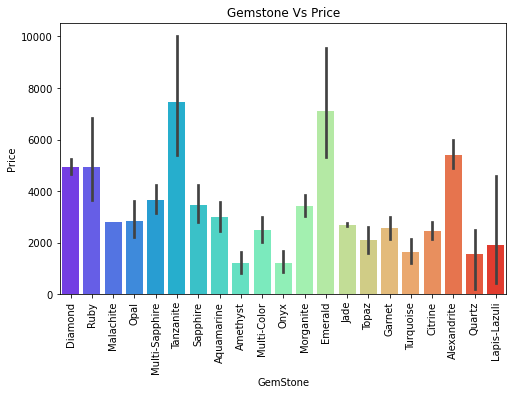 Gemstone Vs Price
Price
10000
8000
6000
4000
2000
0
Diamond
Ruby
Malachite
Opal
Multi-Sapphire
Tanzanite
Sapphire
Aquamarine
Amethyst
Multi-Color
Onyx
Morganite
Emerald
Jade
Topaz
Garnet
Turquoise
Citrine
Alexandrite
Quartz
Lapis-Lazuli
GemStone